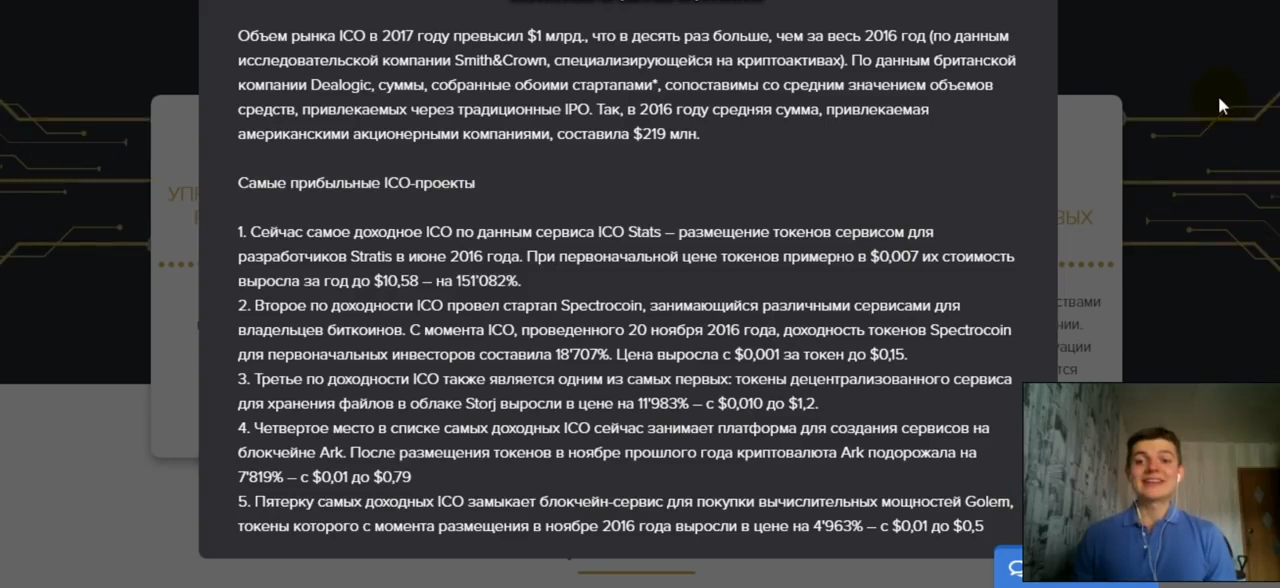 Объем рынка ICO в 2017 году превысил $1 млрд., что в десять раз больше, чем за весь 2016 год (по данным
исследовательской компании Smith&Crown, специализирующейся на криптоактивах). По данным британской
компании Dealogic, суммы, собранные обоими стартапами*, сопоставимы со средним значением объемов
средств, привлекаемых через традиционные IPO. Так, в 2016 году средняя сумма, привлекаемая
американскими акционерными компаниями, составила $219 млн.
Самые прибыльные ICO-проекты
1. Сейчас самое доходное ICO по данным сервиса ICO Stats – размещение токенов сервисом для
разработчиков Stratis в июне 2016 года. При первоначальной цене токенов примерно в $0,007 их стоимость
выросла за год до $10,58 – на 151'082%.
2. Второе по доходности ICO провел стартап Spectrocoin, занимающийся различными сервисами для
владельцев биткоинов. С момента ICO, проведенного 20 ноября 2016 года, доходность токенов Spectrocoin
для первоначальных инвесторов составила 18'707%. Цена выросла с $0,001 за токен до $0,15.
3. Третье по доходности ICO также является одним из самых первых: токены децентрализованного сервиса
для хранения файлов в облаке Storj выросли в цене на 11'983% – с $0,010 до $1,2.
4. Четвертое место в списке самых доходных ICO сейчас занимает платформа для создания сервисов на
блокчейне Ark. После размещения токенов в ноябре прошлого года криптовалюта Ark подорожала на
7'819% – с $0,01 до $0,79
5. Пятерку самых доходных ICO замыкает блокчейн-сервис для покупки вычислительных мощностей Golem,
токены которого с момента размещения в ноябре 2016 года выросли в цене на 4'963% – с $0,01 до $0,5